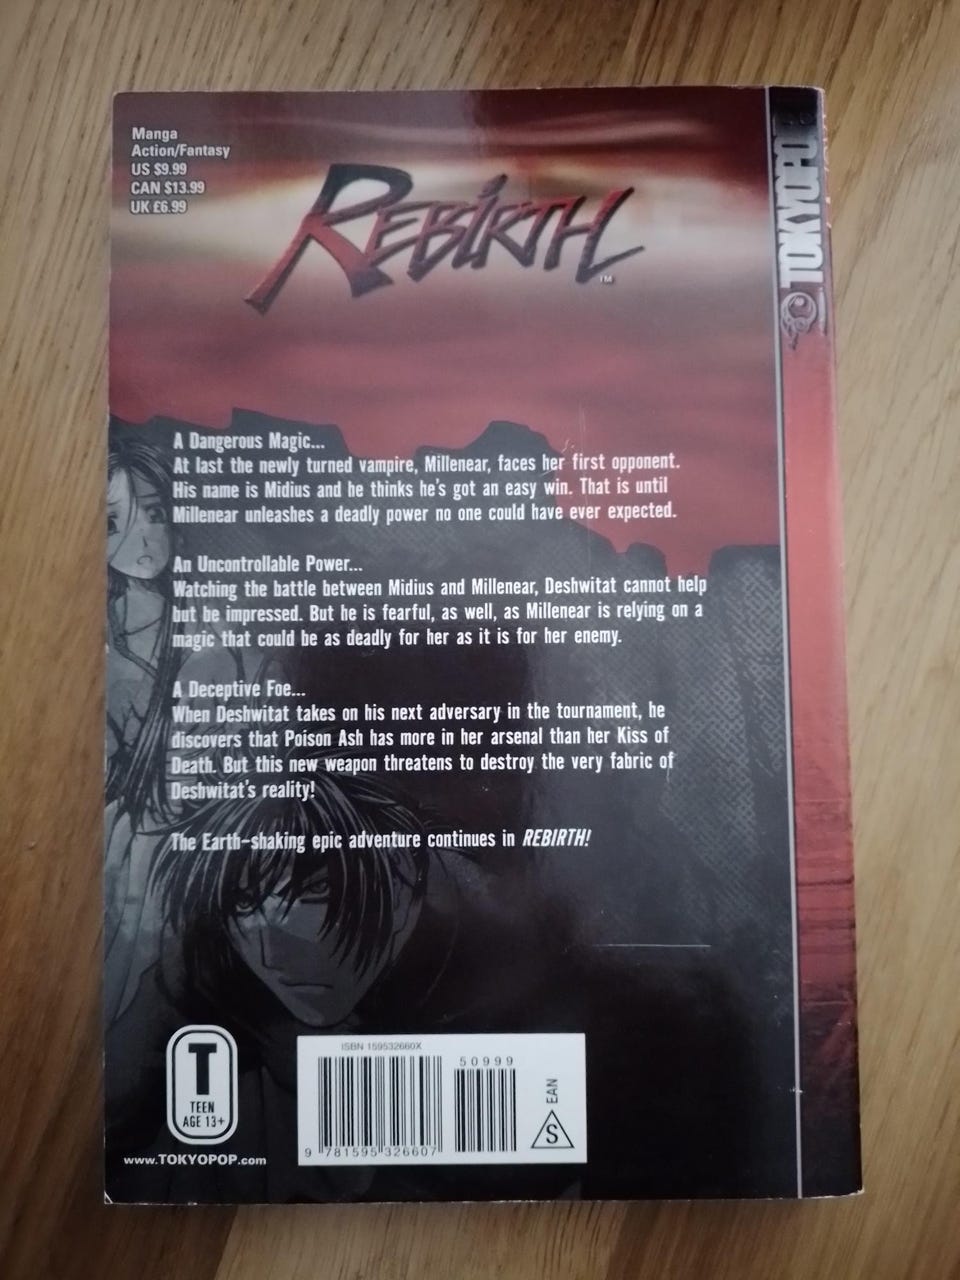 Manga
Action/Fantasy
US $9.99
CAN $13.99
UK £6.99
REBIRTH™
TOKYOPOP
A Dangerous Magic...
At last the newly turned vampire, Millenear, faces her first opponent.
His name is Midius and he thinks he's got an easy win. That is until
Millenear unleashes a deadly power no one could have ever expected.
An Uncontrollable Power...
Watching the battle between Midius and Millenear, Deshwitat cannot help
but be impressed. But he is fearful, as well, as Millenear is relying on a
magic that could be as deadly for her as it is for her enemy.
A Deceptive Foe...
When Deshwitat takes on his next adversary in the tournament, he
discovers that Poison Ash has more in her arsenal than her Kiss of
Death. But this new weapon threatens to destroy the very fabric of
Deshwitat's reality!
The Earth-shaking epic adventure continues in REBIRTH!
T
TEEN
AGE 13+
www.TOKYOPOP.com
ISBN 159532660X
50999
9 781595 326607
EAN
S